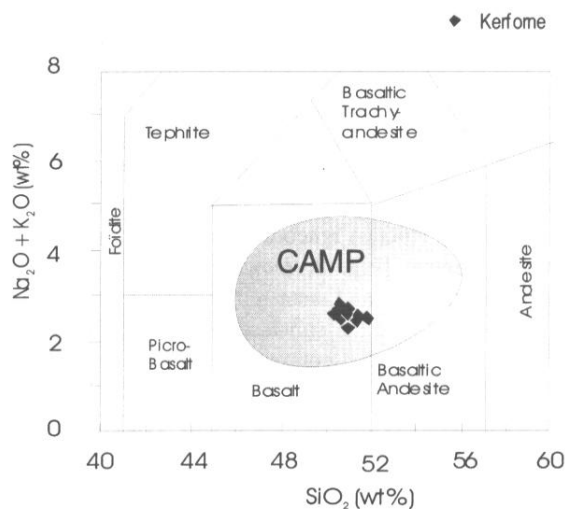 Kerforne
8
Basaltic
Trachy-
andesite
Tephrite
6
Na₂O + K₂O (wt%)
Foidite
4
CAMP
Andesite
2
Picro-
Basalt
Basalt
Basaltic
Andesite
0
40
44
48
52
56
60
SiO₂ (wt%)